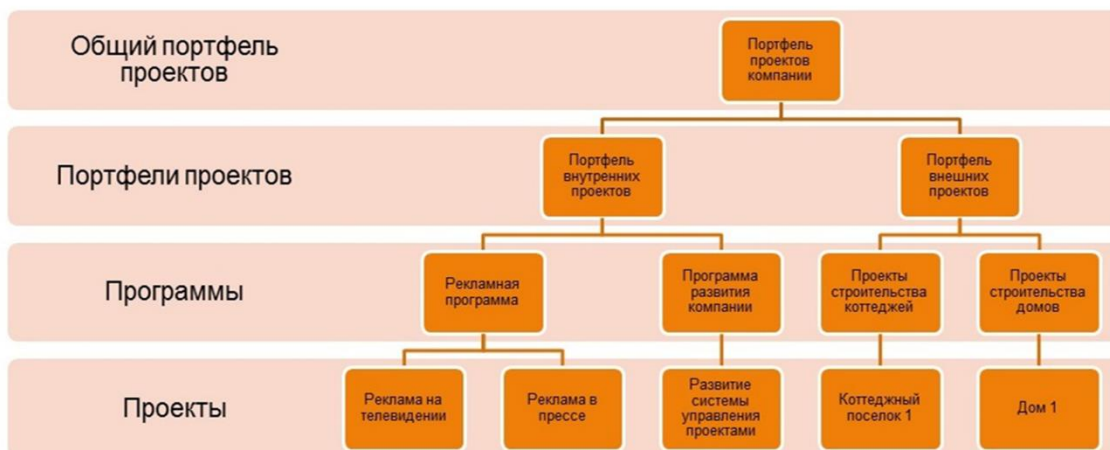 Общий портфель
проектов
Портфель
проектов
компании
Портфели проектов
Портфель
внутренних
проектов
Портфель
внешних
проектов
Программы
Рекламная
программа
Программа
развития
компании
Проекты
строительства
коттеджей
Проекты
строительства
домов
Проекты
Реклама на
телевидении
Реклама в
прессе
Развитие
системы
управления
проектами
Коттеджный
поселок 1
Дом 1